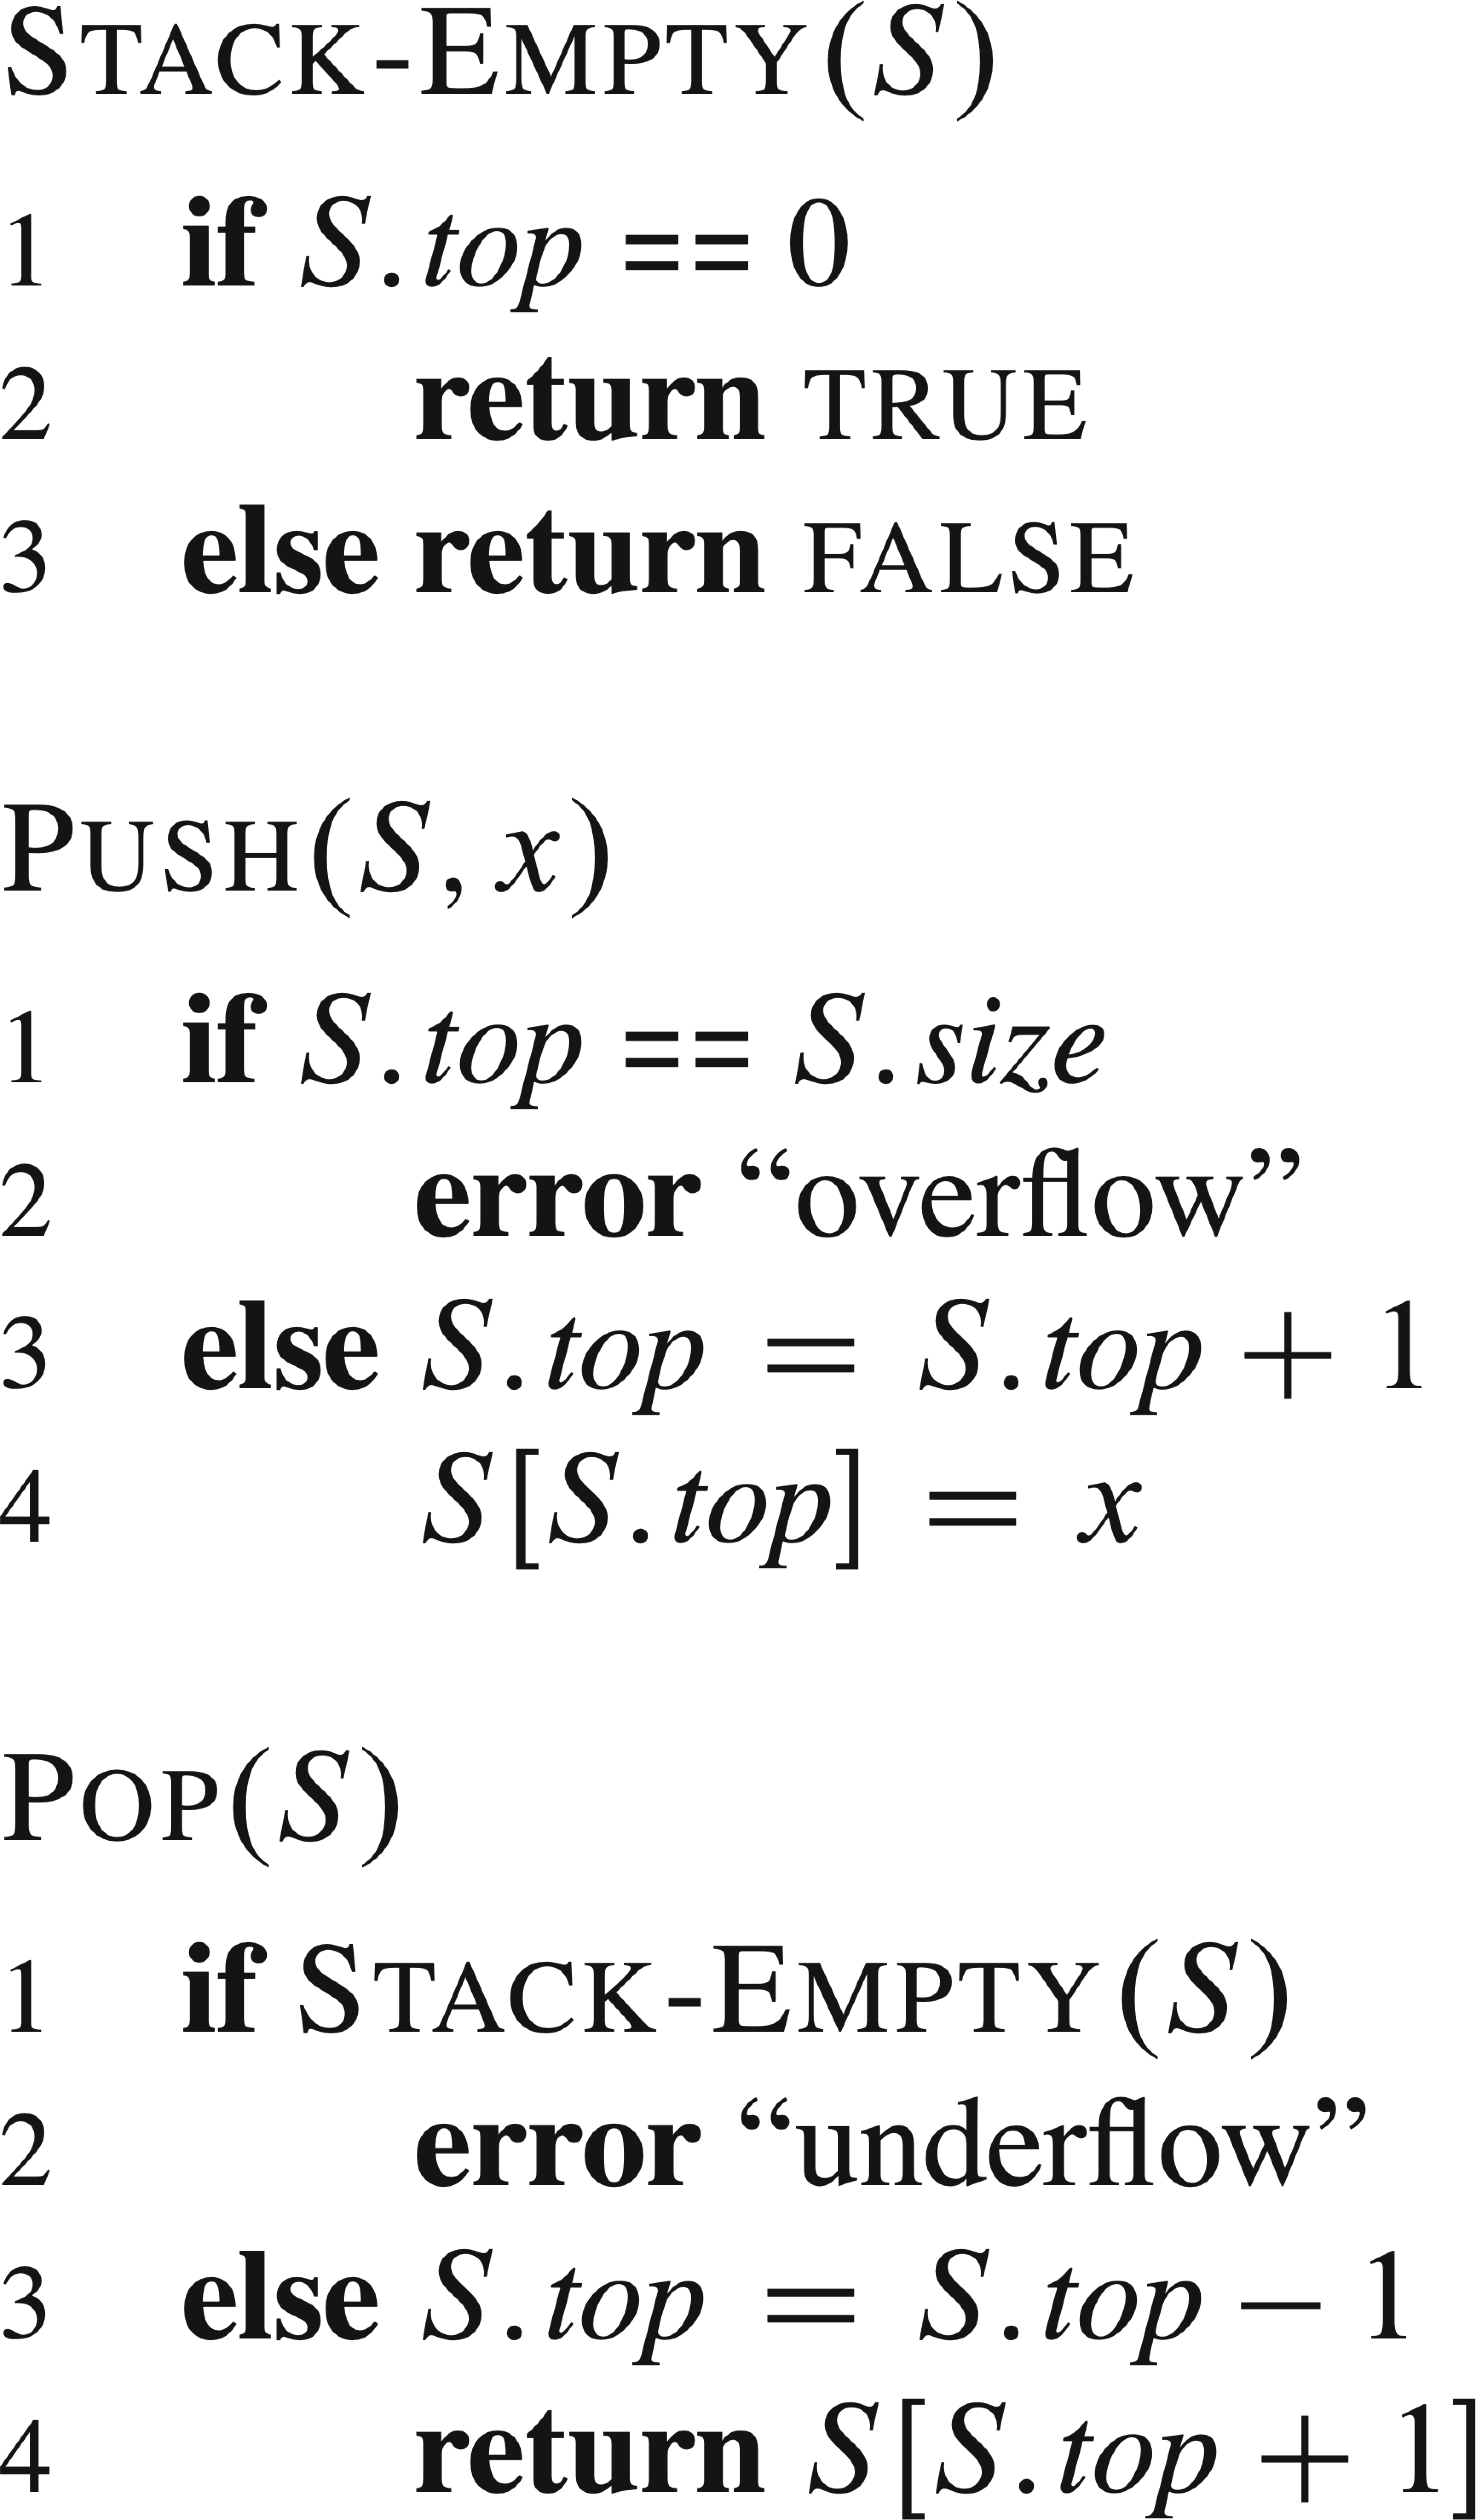 STACK-EMPTY(S)
1 if S.top == 0
2 return TRUE
3 else return FALSE
PUSH(S, x)
1 if S.top == S.size
2 error “overflow”
3 else S.top = S.top + 1
4 S[S.top] = x
POP(S)
1 if STACK-EMPTY(S)
2 error “underflow”
3 else S.top = S.top − 1
4 return S[S.top + 1]